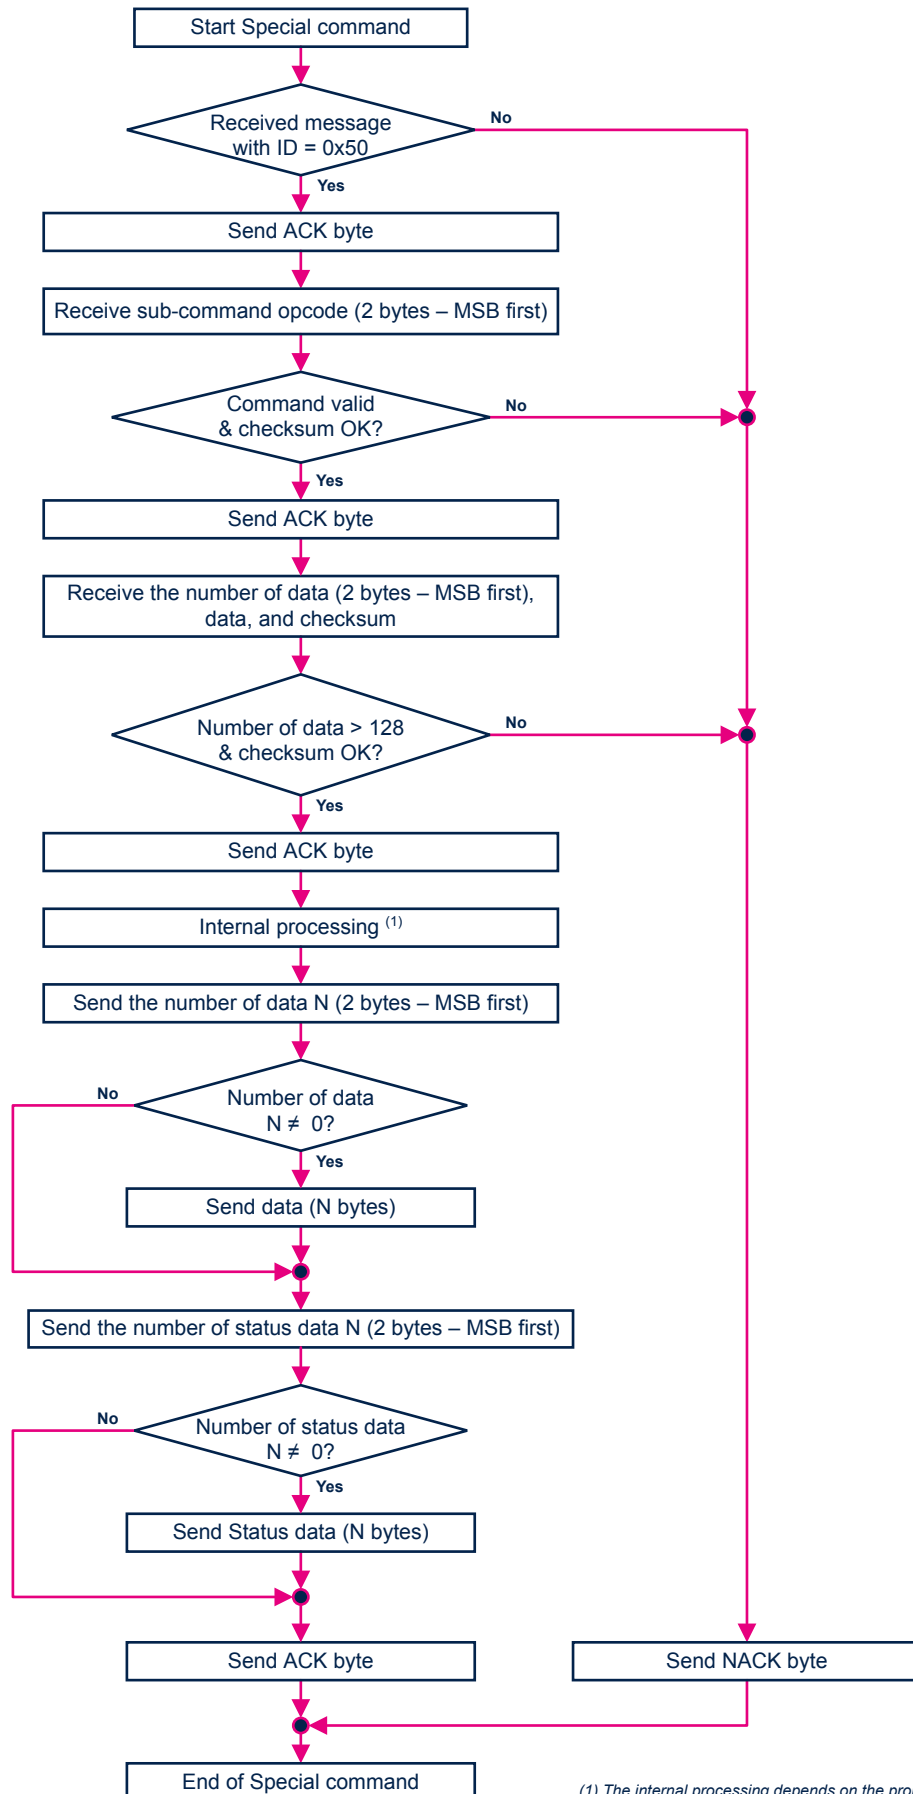 Start Special command
Received message
with ID = 0x50
No
Yes
Send ACK byte
Receive sub-command opcode (2 bytes – MSB first)
Command valid
& checksum OK?
No
Yes
Send ACK byte
Receive the number of data (2 bytes – MSB first),
data, and checksum
Number of data > 128
& checksum OK?
No
Yes
Send ACK byte
Internal processing (1)
Send the number of data N (2 bytes – MSB first)
No
Number of data
N ≠ 0?
Yes
Send data (N bytes)
Send the number of status data N (2 bytes – MSB first)
No
Number of status data
N ≠ 0?
Yes
Send Status data (N bytes)
Send ACK byte
Send NACK byte
End of Special command
(1) The internal processing depends on the